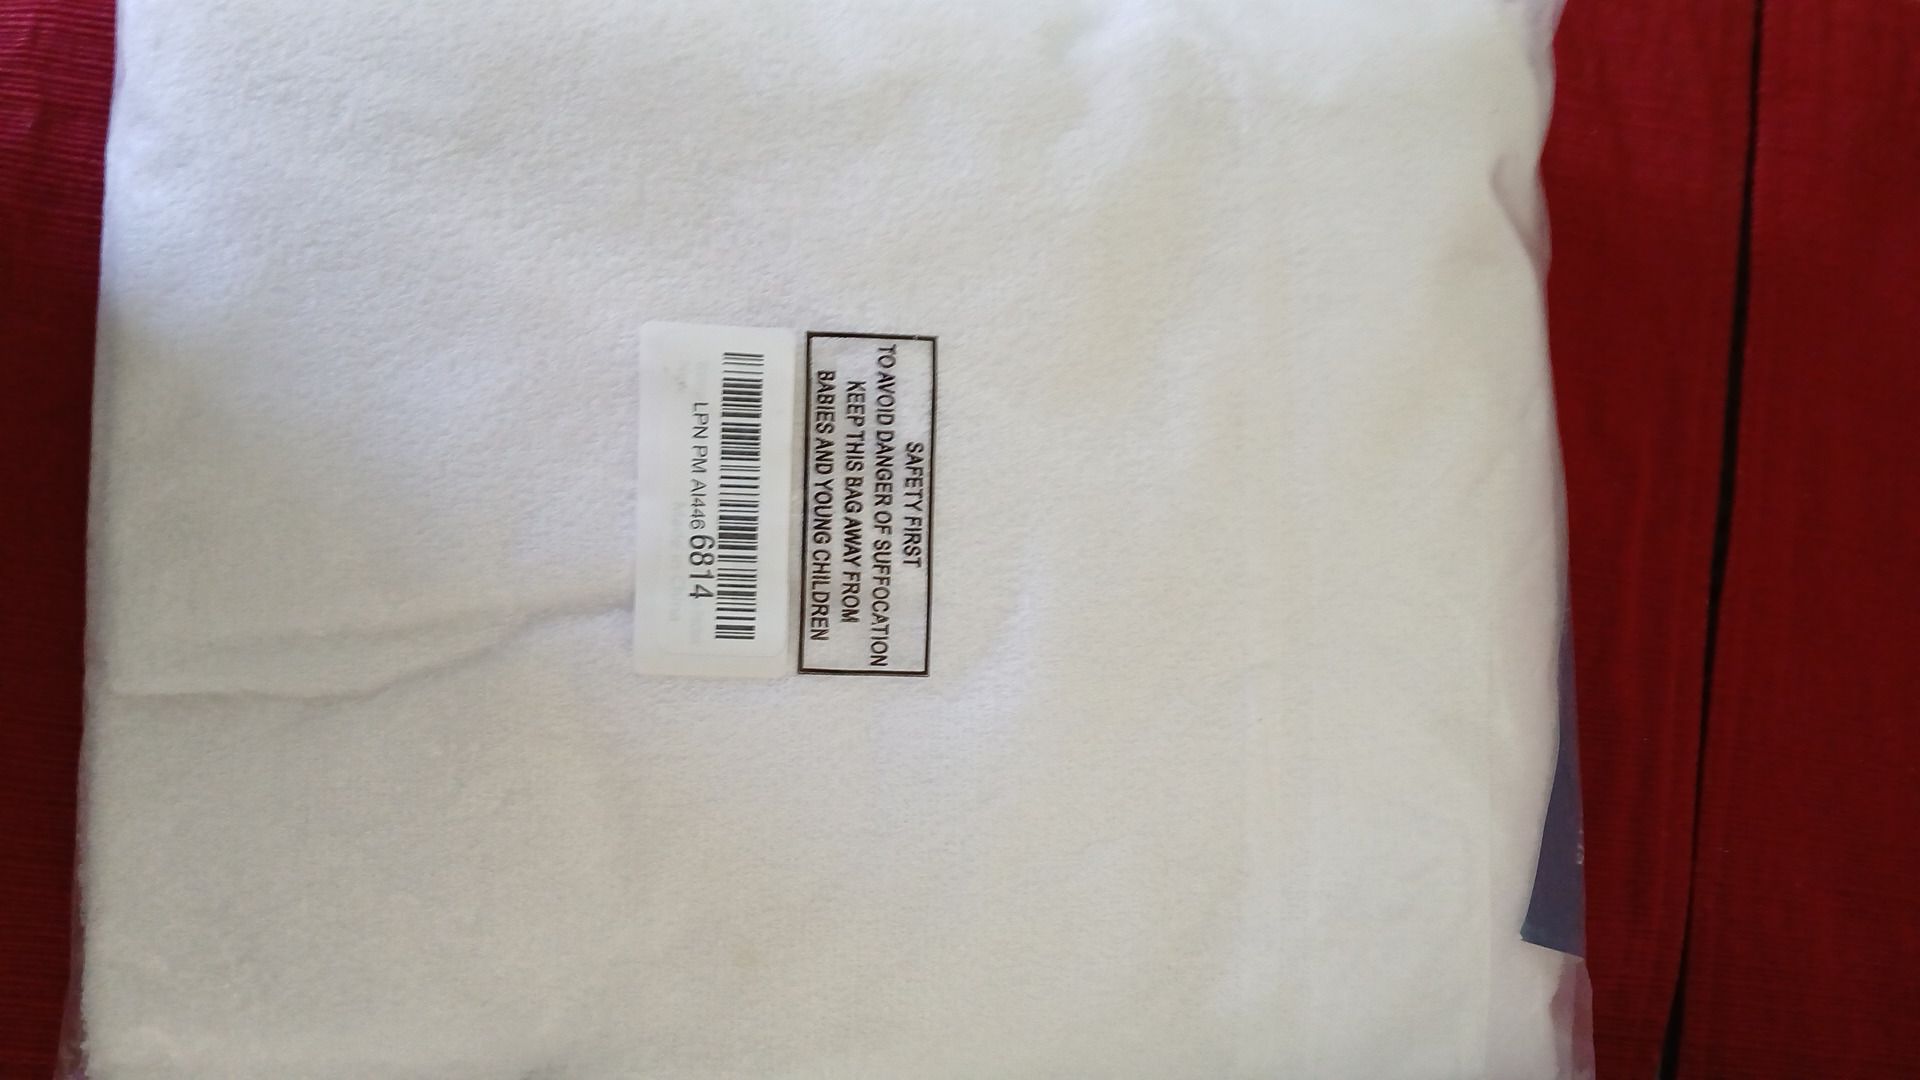 SAFETY FIRST
TO AVOID DANGER OF SUFFOCATION
KEEP THIS BAG AWAY FROM
BABIES AND YOUNG CHILDREN
LPN PM AI446 6814